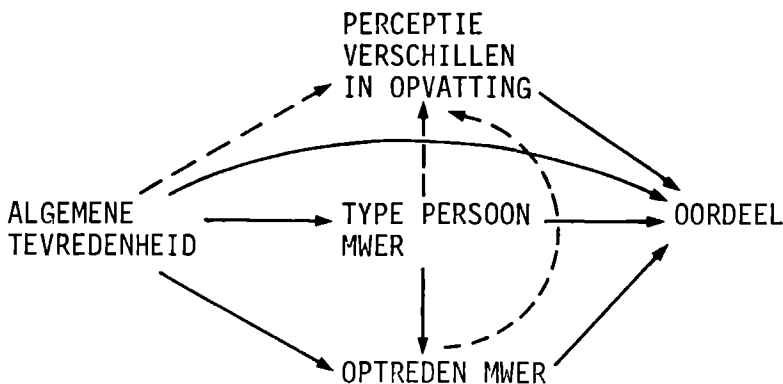 PERCEPTIE
VERSCHILLEN
IN OPVATTING
ALGEMENE
TEVREDENHEID
TYPE PERSOON
MWER
OORDEEL
OPTREDEN MWER